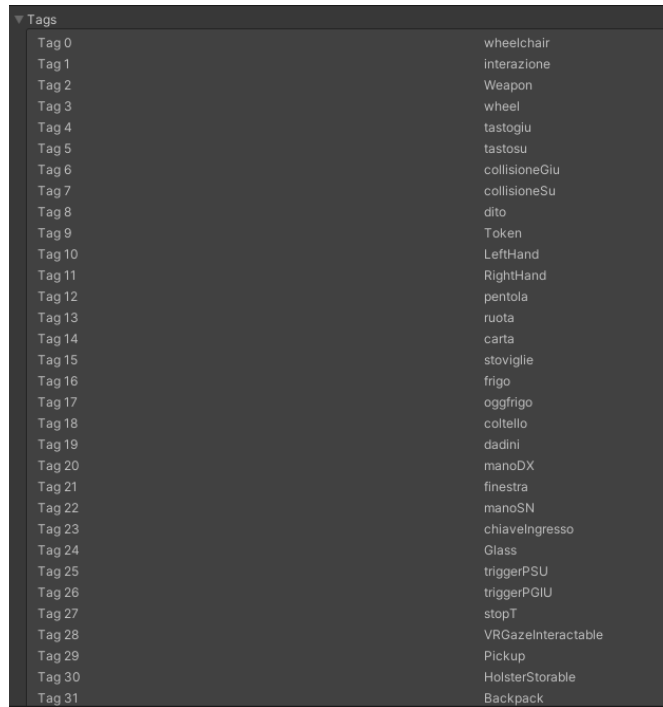 Tags
Tag 0 wheelchair
Tag 1 interazione
Tag 2 Weapon
Tag 3 wheel
Tag 4 tastogiu
Tag 5 tastosu
Tag 6 collisioneGiu
Tag 7 collisioneSu
Tag 8 dito
Tag 9 Token
Tag 10 LeftHand
Tag 11 RightHand
Tag 12 pentola
Tag 13 ruota
Tag 14 carta
Tag 15 stoviglie
Tag 16 frigo
Tag 17 oggfrigo
Tag 18 coltello
Tag 19 dadini
Tag 20 manoDX
Tag 21 finestra
Tag 22 manoSN
Tag 23 chiaveIngresso
Tag 24 Glass
Tag 25 triggerPSU
Tag 26 triggerPGIU
Tag 27 stopT
Tag 28 VRGazeInteractable
Tag 29 Pickup
Tag 30 HolsterStorable
Tag 31 Backpack